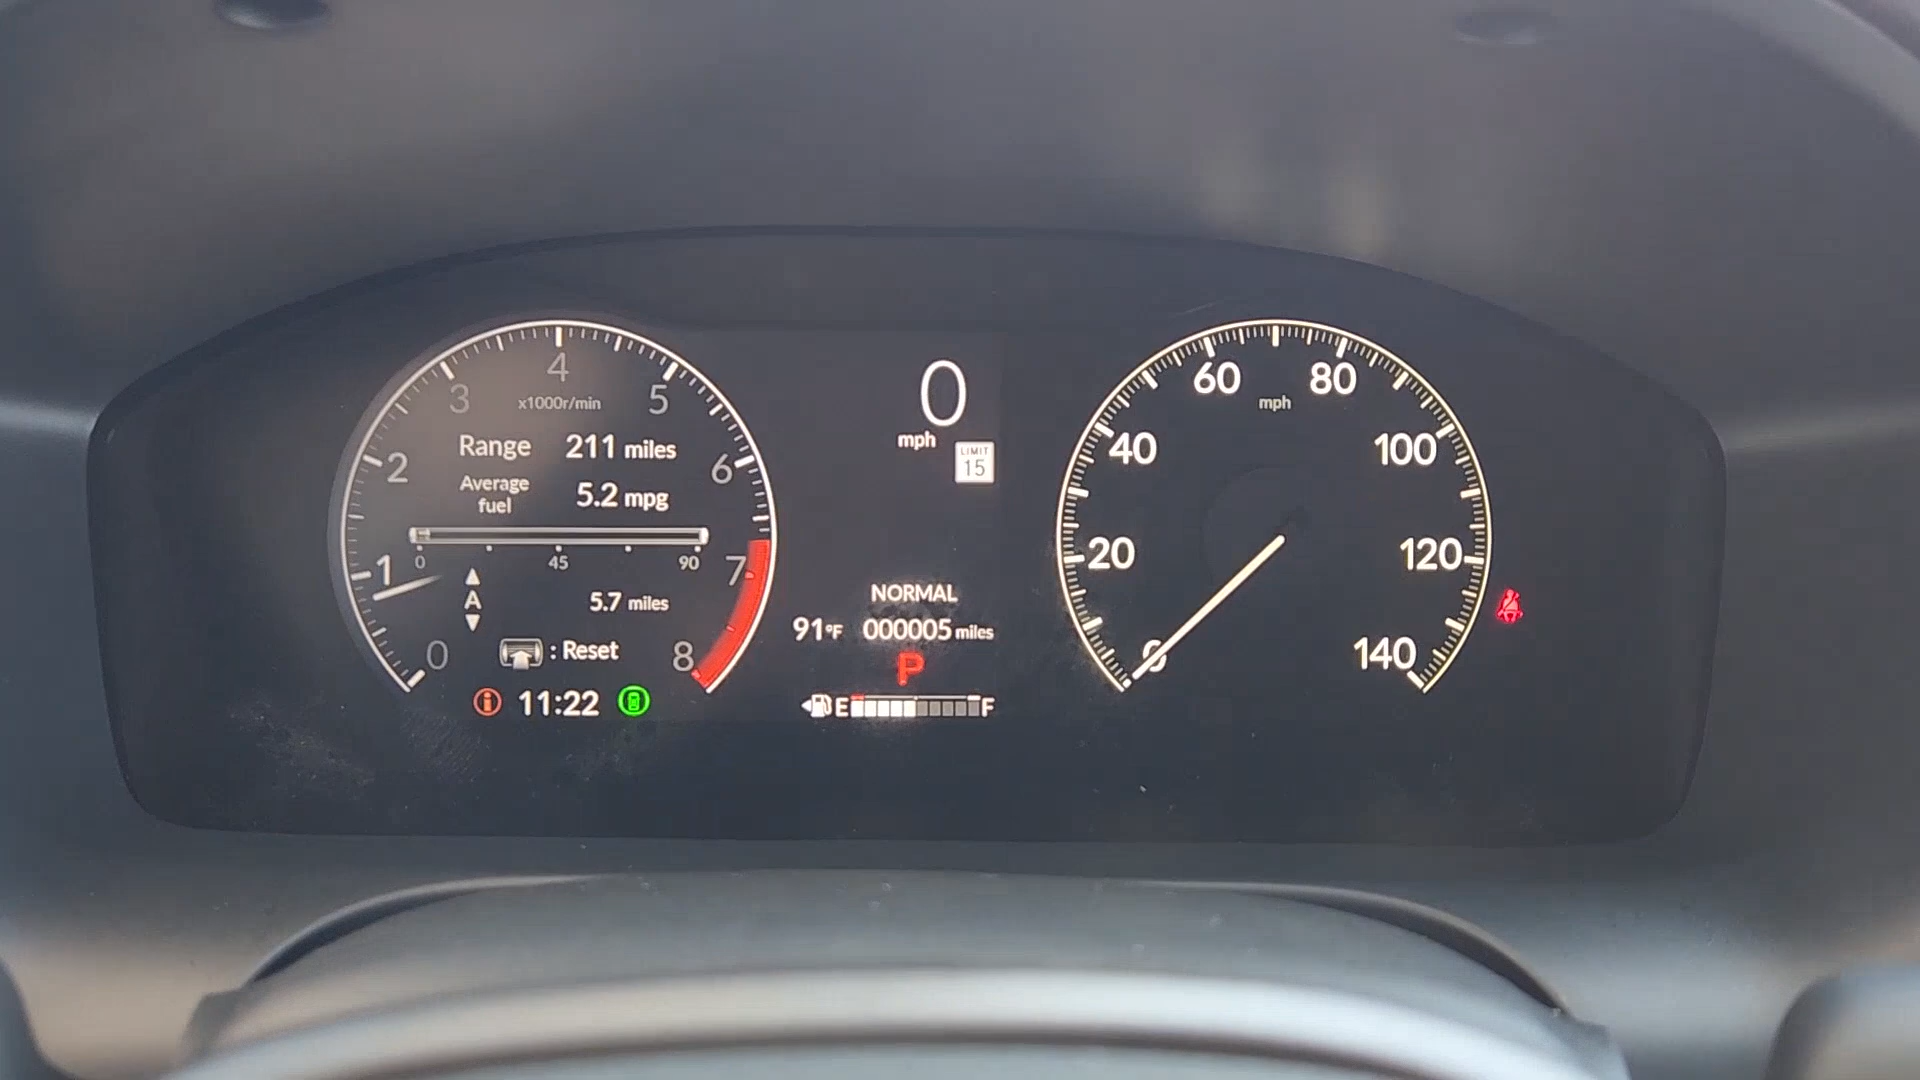 4
3 5
x1000r/min
Range 211 miles
2 6
Average
fuel
5.2 mpg
0 45 90
1 7
A 5.7 miles
: Reset
0 8
i 11:22
0
mph
LIMIT
15
NORMAL
91°F 000005 miles
P
E F
60 80
mph
40 100
20 120
0 140